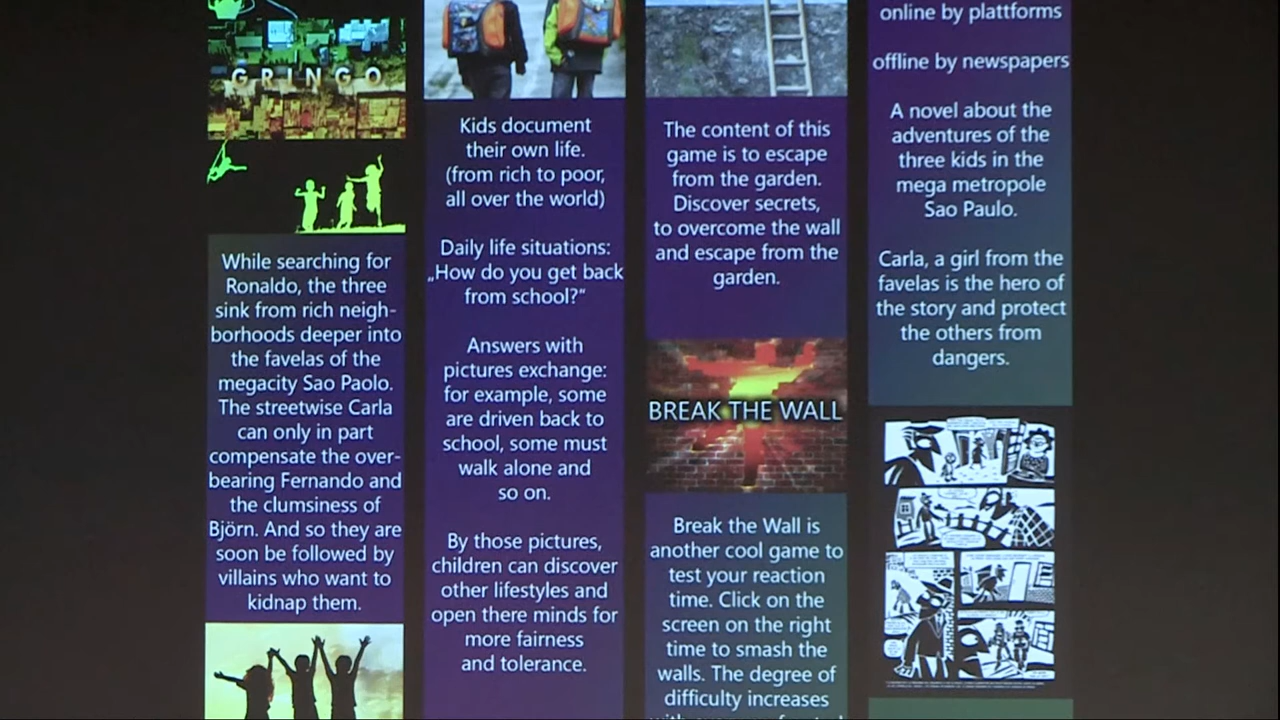 GRINGO
While searching for
Ronaldo, the three
sink from rich neigh-
borhoods deeper into
the favelas of the
megacity Sao Paolo.
The streetwise Carla
can only in part
compensate the over-
bearing Fernando and
the clumsiness of
Björn. And so they are
soon be followed by
villains who want to
kidnap them.
Kids document
their own life.
(from rich to poor,
all over the world)
Daily life situations:
„How do you get back
from school?“
Answers with
pictures exchange:
for example, some
are driven back to
school, some must
walk alone and
so on.
By those pictures,
children can discover
other lifestyles and
open there minds for
more fairness
and tolerance.
The content of this
game is to escape
from the garden.
Discover secrets,
to overcome the wall
and escape from the
garden.
BREAK THE WALL
Break the Wall is
another cool game to
test your reaction
time. Click on the
screen on the right
time to smash the
walls. The degree of
difficulty increases
online by plattforms
offline by newspapers
A novel about the
adventures of the
three kids in the
mega metropole
Sao Paulo.
Carla, a girl from the
favelas is the hero of
the story and protect
the others from
dangers.